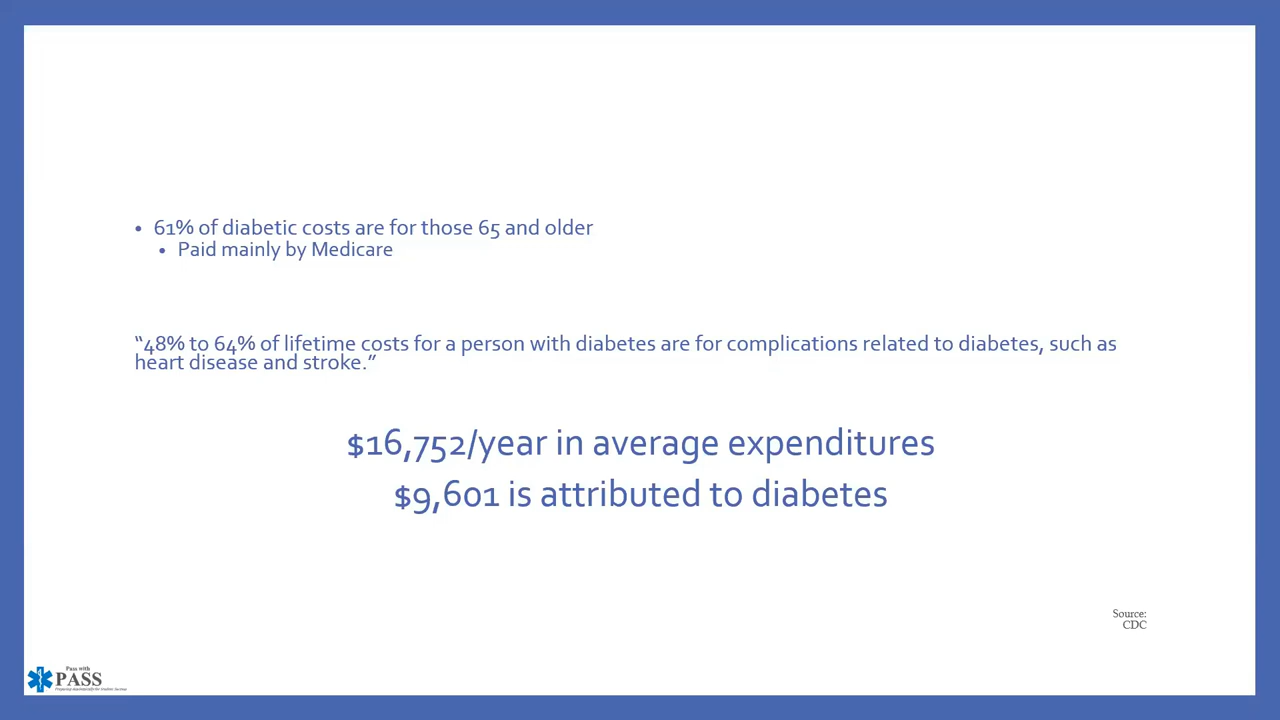 • 61% of diabetic costs are for those 65 and older
• Paid mainly by Medicare
“48% to 64% of lifetime costs for a person with diabetes are for complications related to diabetes, such as
heart disease and stroke.”
$16,752/year in average expenditures
$9,601 is attributed to diabetes
Source:
CDC
Pass with
PASS